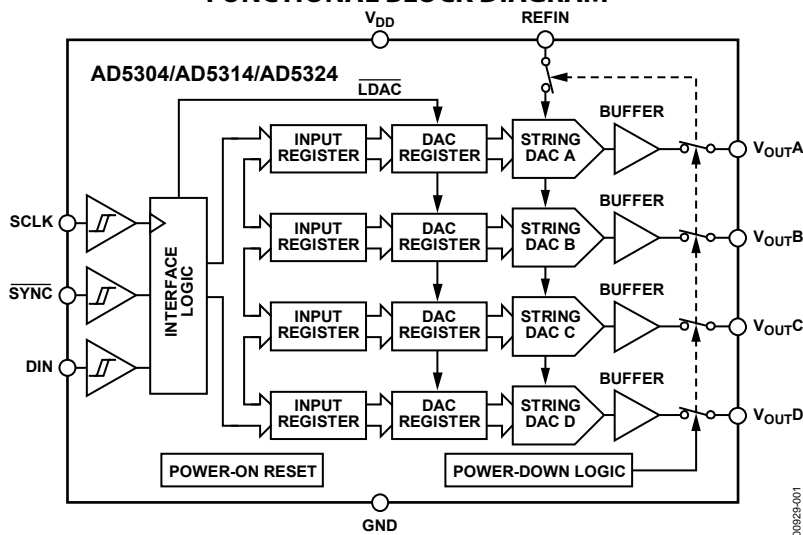 FUNCTIONAL BLOCK DIAGRAM
VDD
REFIN
AD5304/AD5314/AD5324
LDAC
INPUT
REGISTER
DAC
REGISTER
STRING
DAC A
BUFFER
VOUTA
SCLK
INPUT
REGISTER
DAC
REGISTER
STRING
DAC B
BUFFER
VOUTB
SYNC
INTERFACE
LOGIC
INPUT
REGISTER
DAC
REGISTER
STRING
DAC C
BUFFER
VOUTC
DIN
INPUT
REGISTER
DAC
REGISTER
STRING
DAC D
BUFFER
VOUTD
POWER-ON RESET
POWER-DOWN LOGIC
GND
00929-001